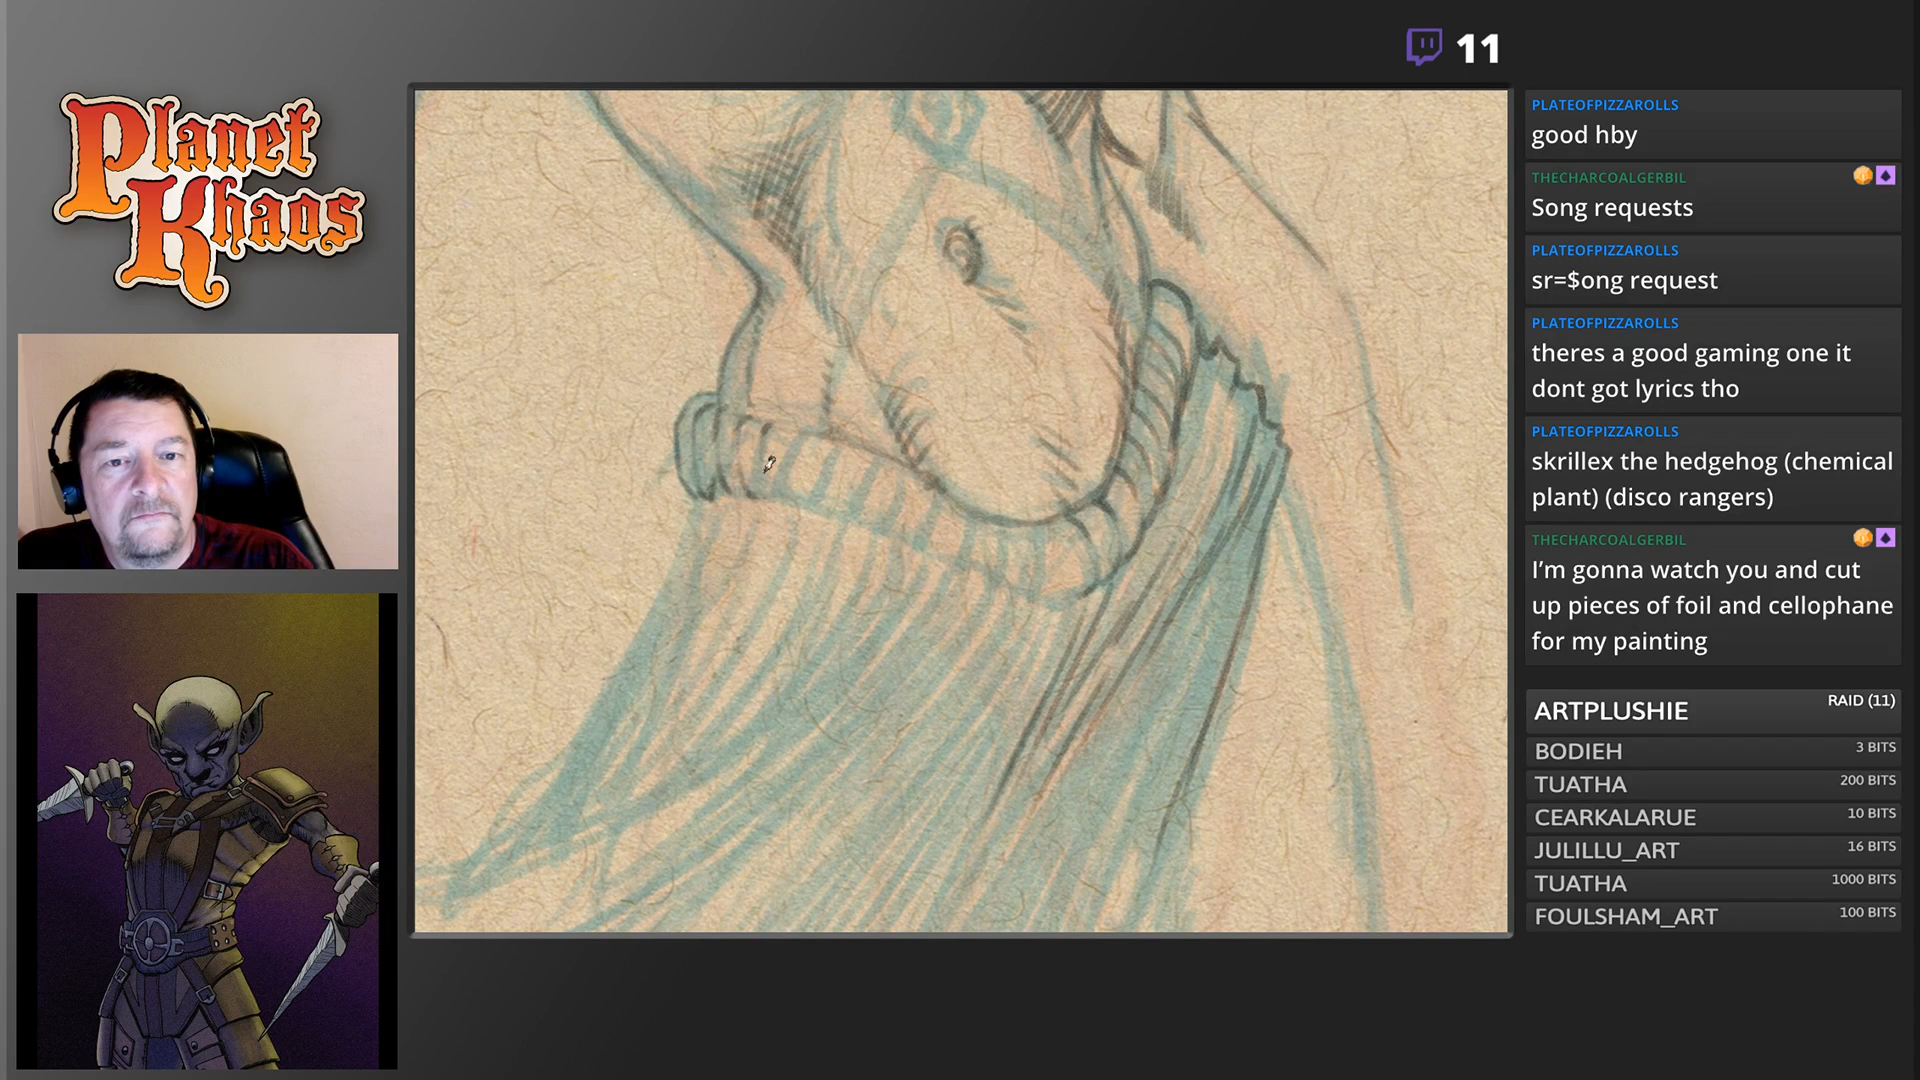 11
Planet
Khaos
PLATEOFPIZZAROLLS
good hby
THECHARCOALGERBIL
Song requests
PLATEOFPIZZAROLLS
sr=$ong request
PLATEOFPIZZAROLLS
theres a good gaming one it
dont got lyrics tho
PLATEOFPIZZAROLLS
skrillex the hedgehog (chemical
plant) (disco rangers)
THECHARCOALGERBIL
I’m gonna watch you and cut
up pieces of foil and cellophane
for my painting
ARTPLUSHIE RAID (11)
BODIEH 3 BITS
TUATHA 200 BITS
CEARKALARUE 10 BITS
JULILLU_ART 16 BITS
TUATHA 1000 BITS
FOULSHAM_ART 100 BITS